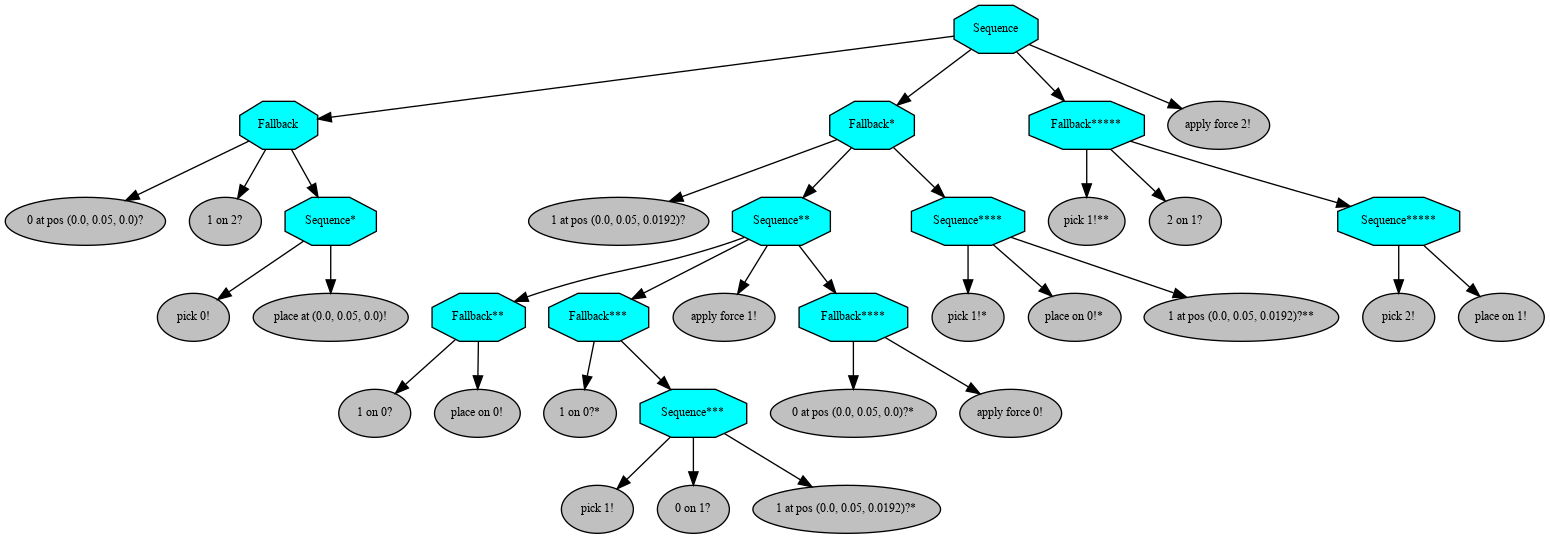 Sequence
Fallback
Fallback*
Fallback*****
apply force 2!
0 at pos (0.0, 0.05, 0.0)?
1 on 2?
Sequence*
1 at pos (0.0, 0.05, 0.0192)?
Sequence**
Sequence****
pick 1!**
2 on 1?
Sequence*****
pick 0!
place at (0.0, 0.05, 0.0)!
Fallback**
Fallback***
apply force 1!
Fallback****
pick 1!*
place on 0!*
1 at pos (0.0, 0.05, 0.0192)?**
pick 2!
place on 1!
1 on 0?
place on 0!
1 on 0?*
Sequence***
0 at pos (0.0, 0.05, 0.0)?*
apply force 0!
pick 1!
0 on 1?
1 at pos (0.0, 0.05, 0.0192)?*